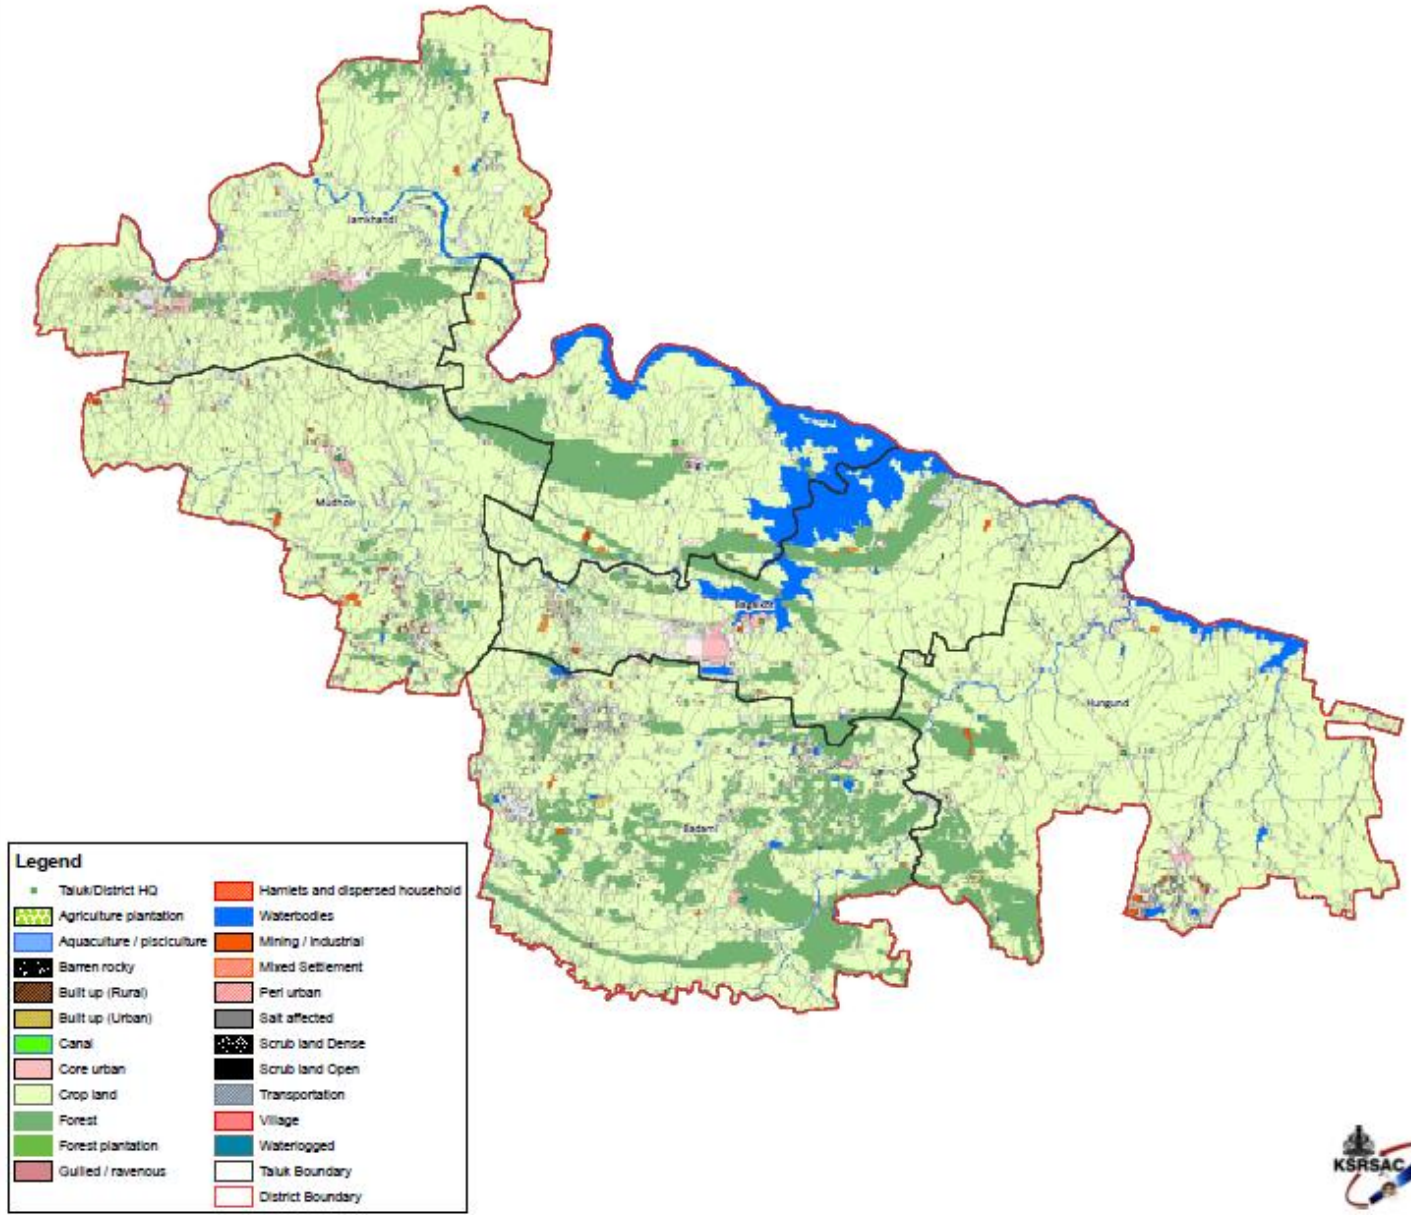 Jamkhandi
Mudhol
Bilgi
Bagalkot
Hungund
Badami
Legend
Taluk/District HQ
Agriculture plantation
Aquaculture / pisciculture
Barren rocky
Built up (Rural)
Built up (Urban)
Canal
Core urban
Crop land
Forest
Forest plantation
Gullied / ravenous
Hamlets and dispersed household
Waterbodies
Mining / Industrial
Mixed Settlement
Peri urban
Salt affected
Scrub land Dense
Scrub land Open
Transportation
Village
Waterlogged
Taluk Boundary
District Boundary
KSRSAC